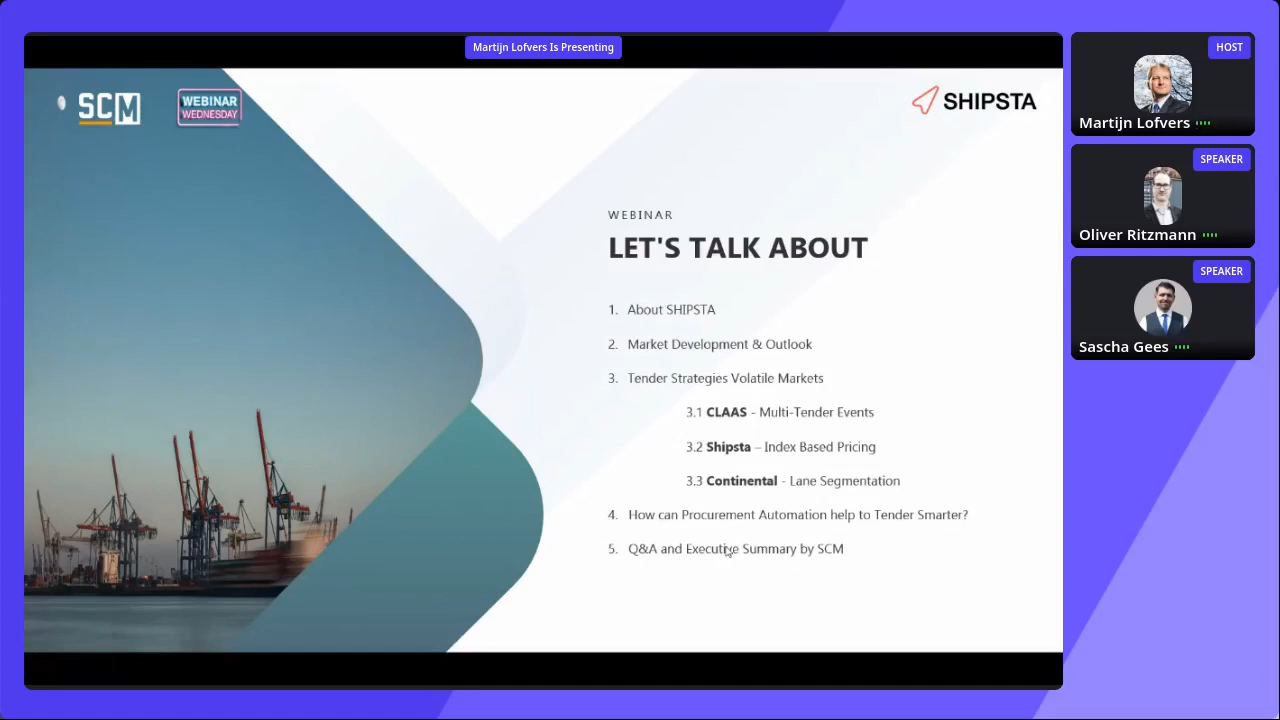 Martijn Lofvers Is Presenting
SCM
WEBINAR
WEDNESDAY
SHIPSTA
WEBINAR
LET'S TALK ABOUT
1. About SHIPSTA
2. Market Development & Outlook
3. Tender Strategies Volatile Markets
3.1 CLAAS - Multi-Tender Events
3.2 Shipsta – Index Based Pricing
3.3 Continental - Lane Segmentation
4. How can Procurement Automation help to Tender Smarter?
5. Q&A and Executive Summary by SCM
HOST
Martijn Lofvers
SPEAKER
Oliver Ritzmann
SPEAKER
Sascha Gees